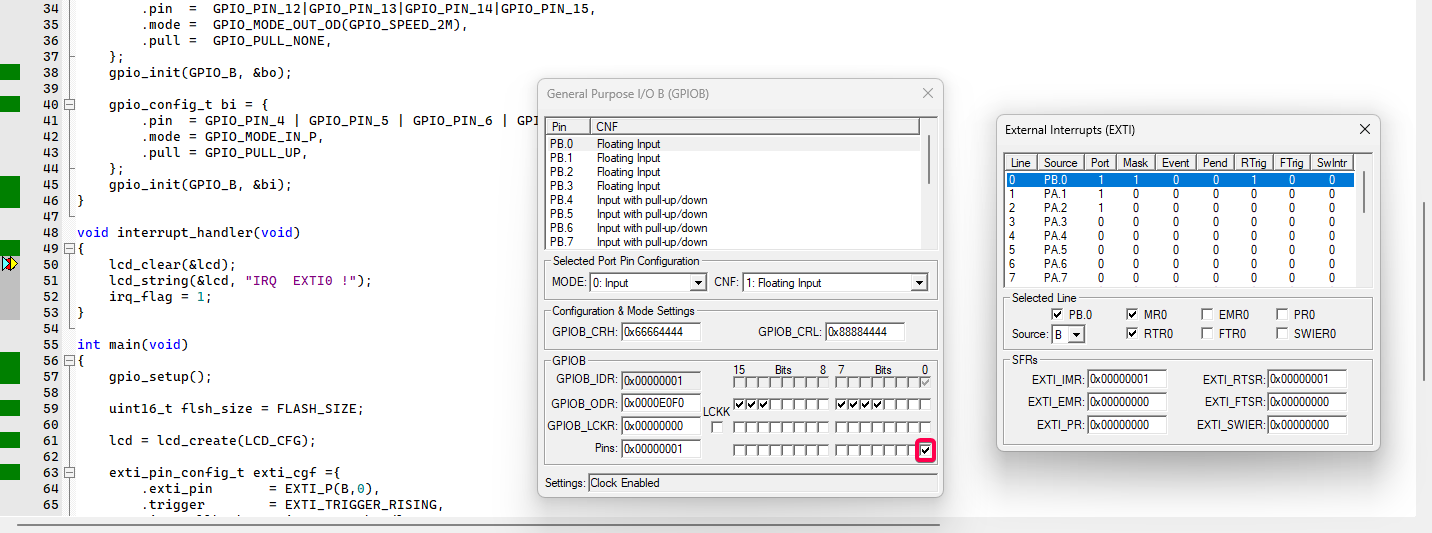 34 .pin = GPIO_PIN_12|GPIO_PIN_13|GPIO_PIN_14|GPIO_PIN_15,
35 .mode = GPIO_MODE_OUT_OD(GPIO_SPEED_2M),
36 .pull = GPIO_PULL_NONE,
37 };
38 gpio_init(GPIO_B, &bo);
39
40 gpio_config_t bi = {
41 .pin = GPIO_PIN_4 | GPIO_PIN_5 | GPIO_PIN_6 | GPI
42 .mode = GPIO_MODE_IN_P,
43 .pull = GPIO_PULL_UP,
44 };
45 gpio_init(GPIO_B, &bi);
46 }
47
48 void interrupt_handler(void)
49 {
50 lcd_clear(&lcd);
51 lcd_string(&lcd, "IRQ  EXTI0 !");
52 irq_flag = 1;
53 }
54
55 int main(void)
56 {
57 gpio_setup();
58
59 uint16_t flsh_size = FLASH_SIZE;
60
61 lcd = lcd_create(LCD_CFG);
62
63 exti_pin_config_t exti_cgf ={
64 .exti_pin = EXTI_P(B,0),
65 .trigger = EXTI_TRIGGER_RISING,
General Purpose I/O B (GPIOB)
Pin CNF
PB.0 Floating Input
PB.1 Floating Input
PB.2 Floating Input
PB.3 Floating Input
PB.4 Input with pull-up/down
PB.5 Input with pull-up/down
PB.6 Input with pull-up/down
PB.7 Input with pull-up/down
Selected Port Pin Configuration
MODE: 0: Input CNF: 1: Floating Input
Configuration & Mode Settings
GPIOB_CRH: 0x66664444 GPIOB_CRL: 0x88884444
GPIOB
15 Bits 8 7 Bits 0
GPIOB_IDR: 0x00000001
GPIOB_ODR: 0x0000E0F0
LCKK
GPIOB_LCKR: 0x00000000
Pins: 0x00000001
Settings: Clock Enabled
External Interrupts (EXTI)
Line Source Port Mask Event Pend RTrig FTrig SwIntr
0 PB.0 1 1 0 0 1 0 0
1 PA.1 1 0 0 0 0 0 0
2 PA.2 1 0 0 0 0 0 0
3 PA.3 0 0 0 0 0 0 0
4 PA.4 0 0 0 0 0 0 0
5 PA.5 0 0 0 0 0 0 0
6 PA.6 0 0 0 0 0 0 0
7 PA.7 0 0 0 0 0 0 0
Selected Line
PB.0 MR0 EMR0 PR0
Source: B RTR0 FTR0 SWIER0
SFRs
EXTI_IMR: 0x00000001 EXTI_RTSR: 0x00000001
EXTI_EMR: 0x00000000 EXTI_FTSR: 0x00000000
EXTI_PR: 0x00000000 EXTI_SWIER: 0x00000000